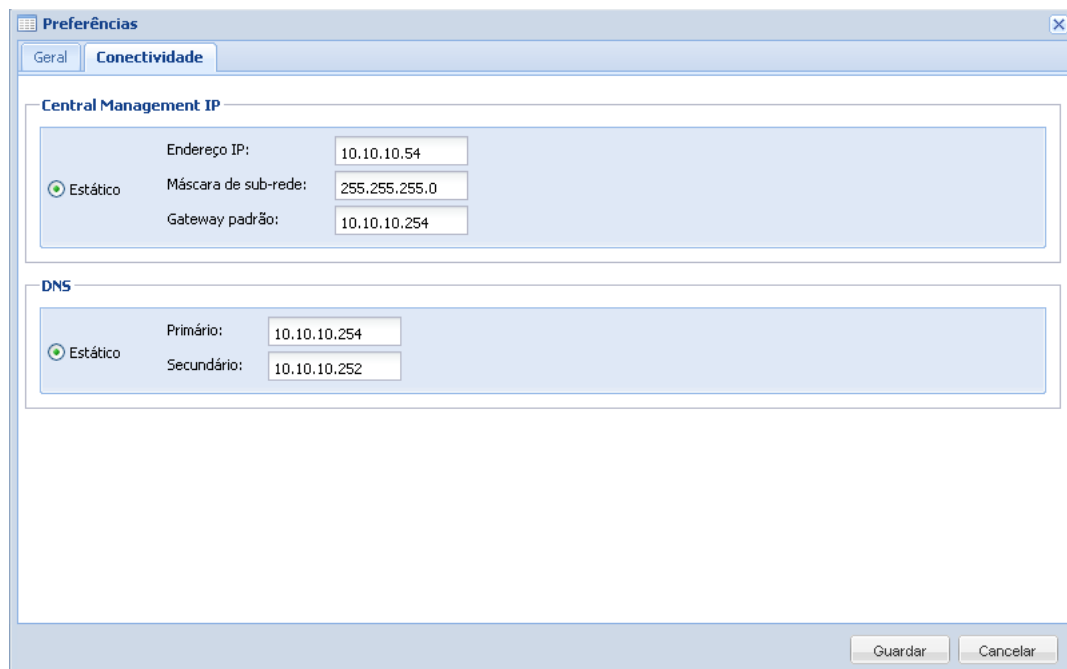 Preferências
Geral
Conectividade
Central Management IP
Endereço IP:
10.10.10.54
Estático
Máscara de sub-rede:
255.255.255.0
Gateway padrão:
10.10.10.254
DNS
Primário:
10.10.10.254
Estático
Secundário:
10.10.10.252
Guardar
Cancelar